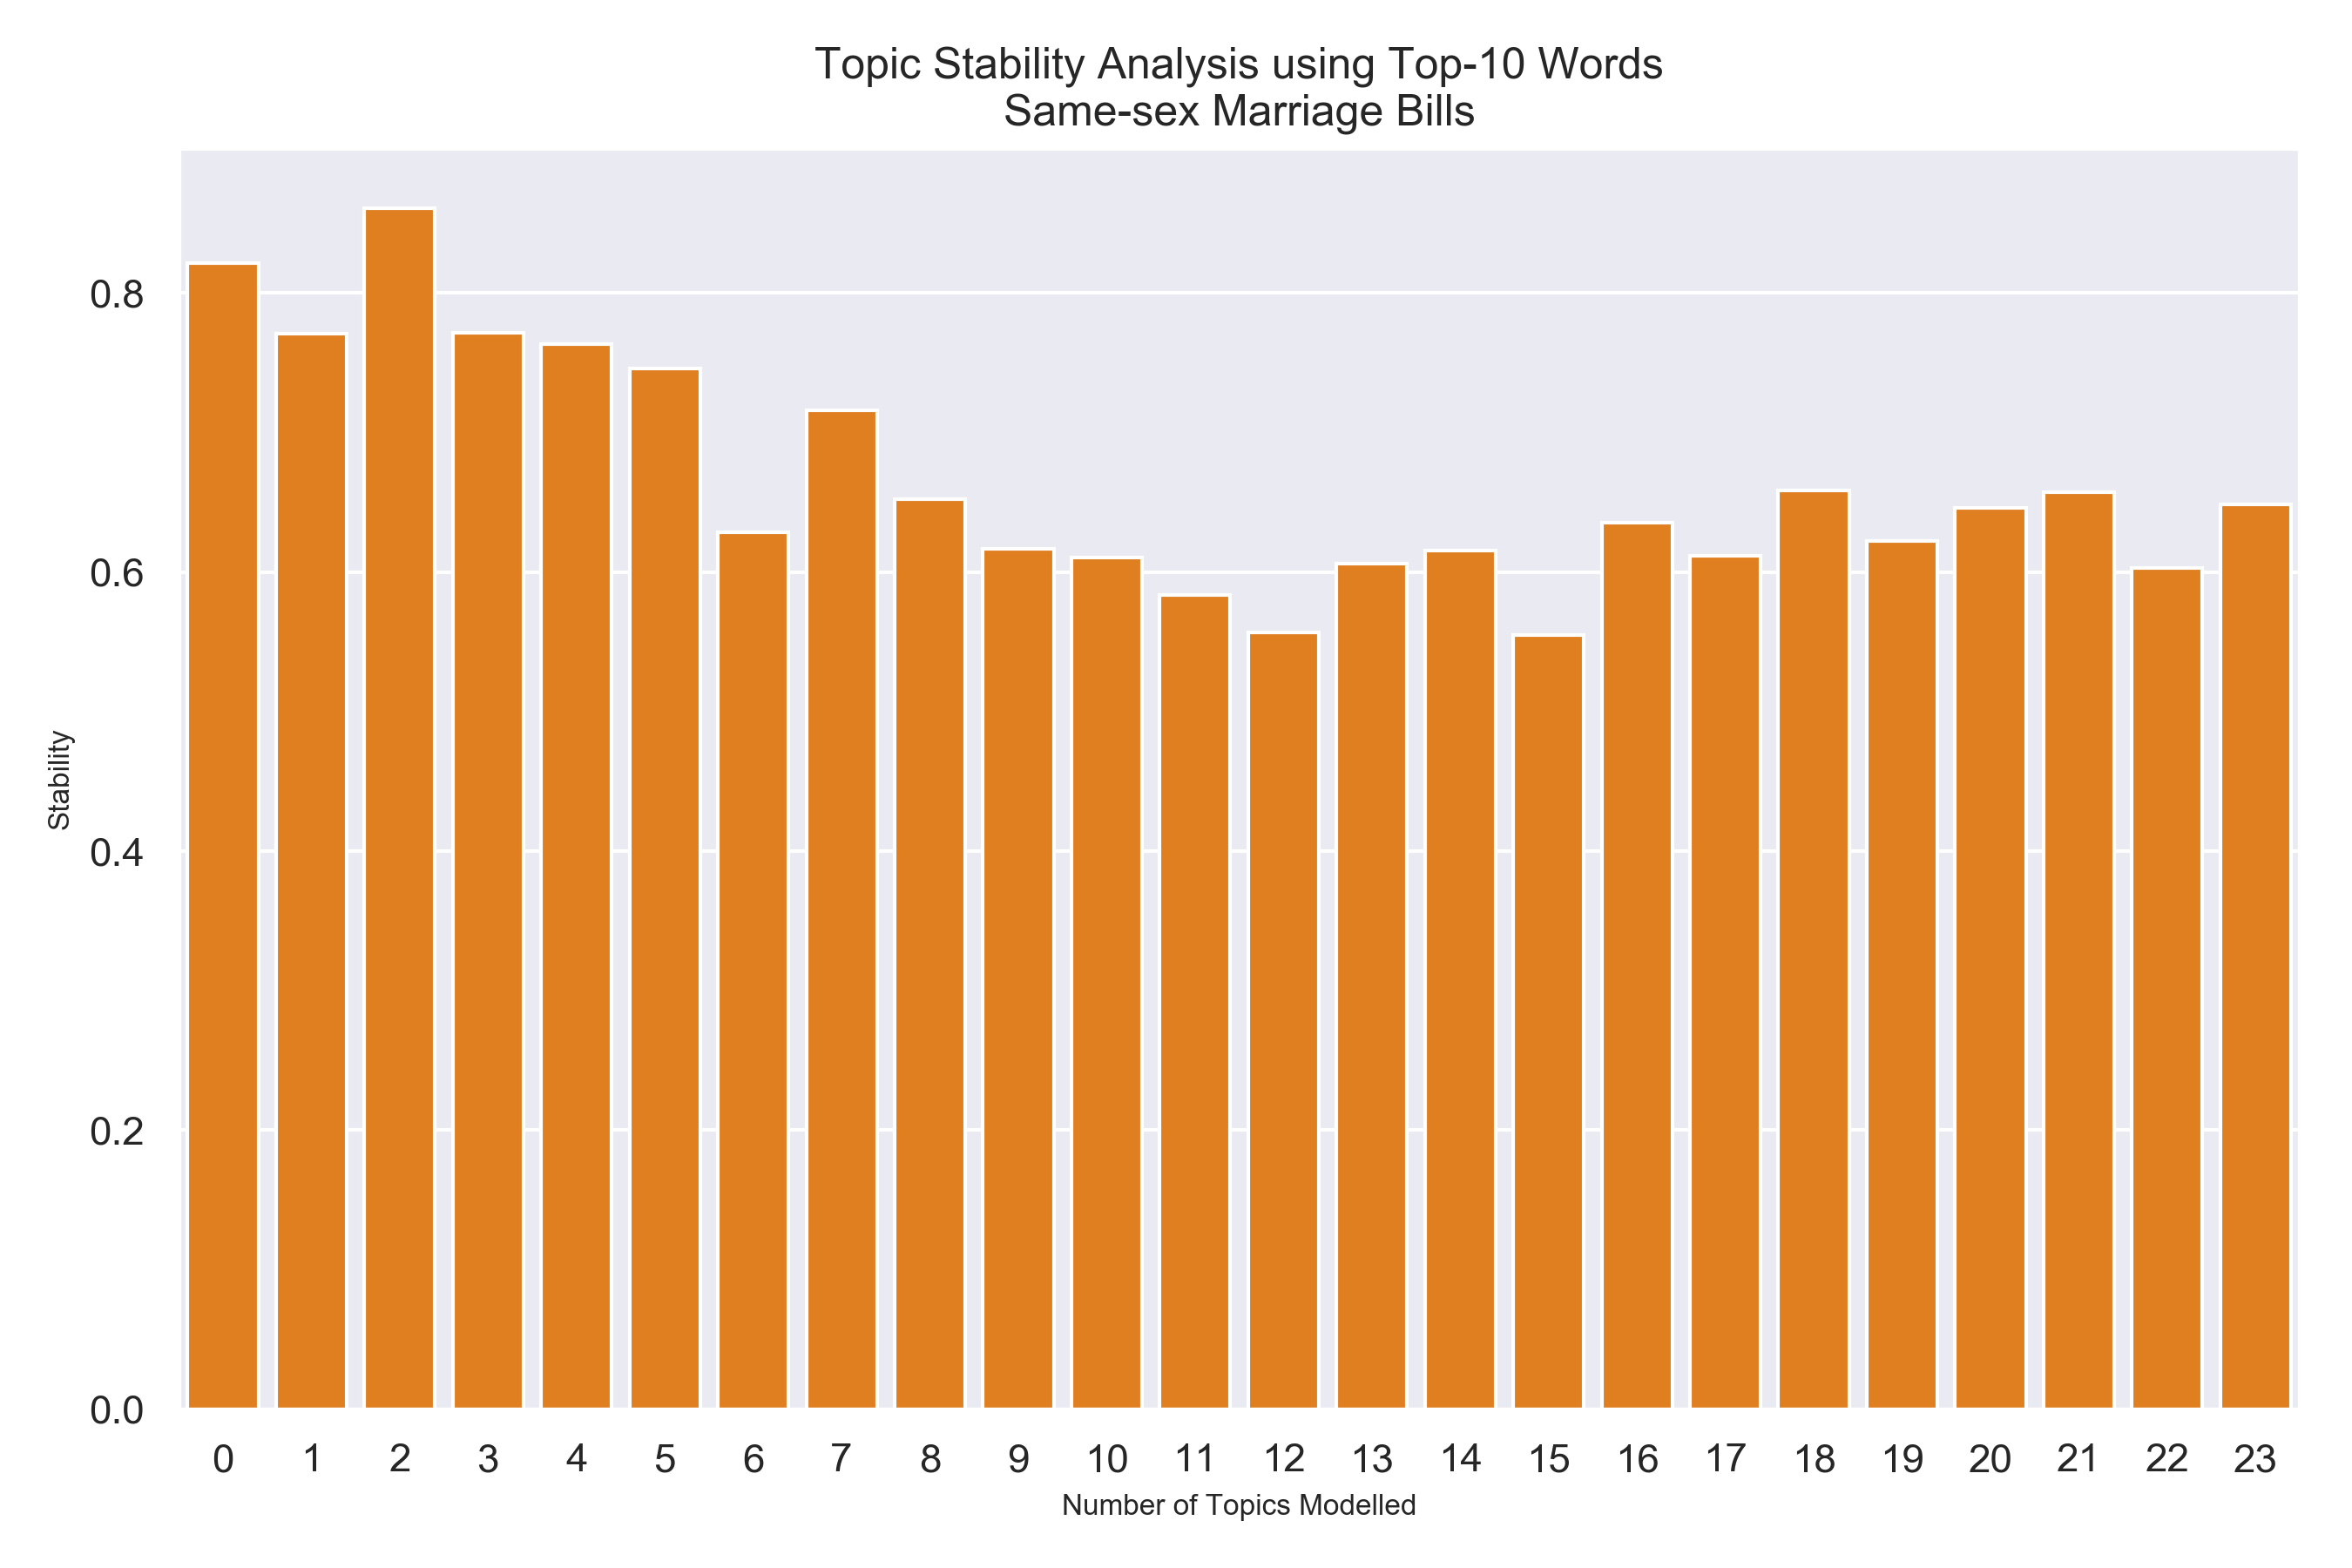 Topic Stability Analysis using Top-10 Words
Same-sex Marriage Bills
Stability
0.8
0.6
0.4
0.2
0.0
0 1 2 3 4 5 6 7 8 9 10 11 12 13 14 15 16 17 18 19 20 21 22 23
Number of Topics Modelled